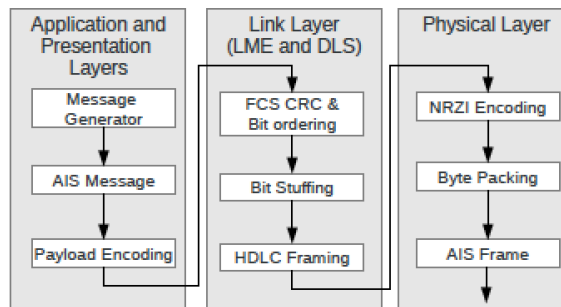 Application and
Presentation
Layers
Message
Generator
AIS Message
Payload Encoding
Link Layer
(LME and DLS)
FCS CRC &
Bit ordering
Bit Stuffing
HDLC Framing
Physical Layer
NRZI Encoding
Byte Packing
AIS Frame